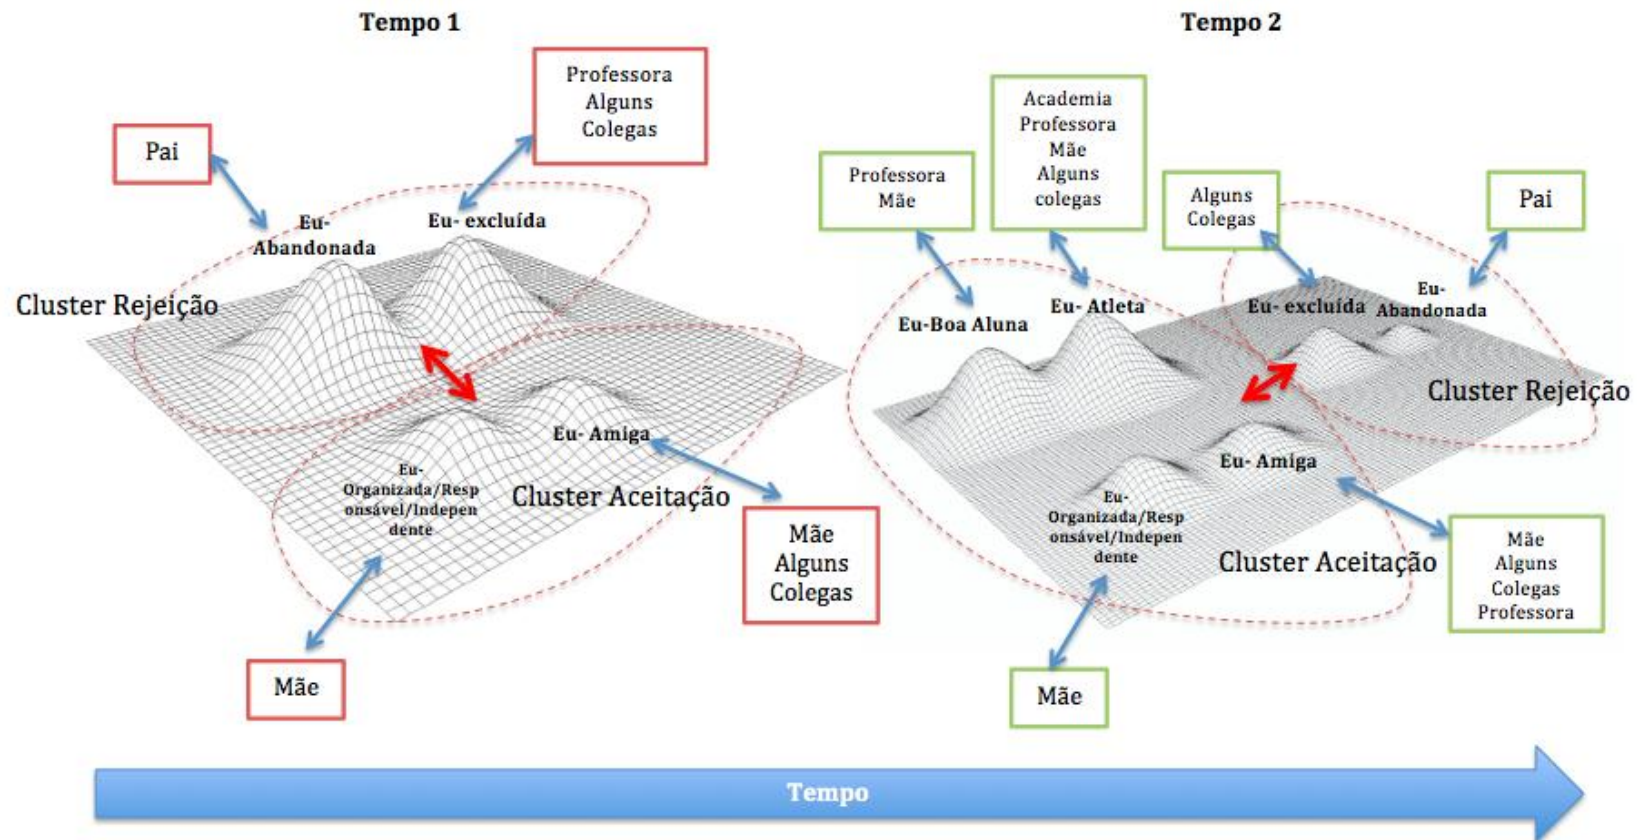 Tempo 1
Professora
Alguns
Colegas
Pai
Eu-
Abandonada
Eu- excluída
Cluster Rejeição
Eu- Amiga
Eu-
Organizada/Resp
onsável/Indepen
dente
Cluster Aceitação
Mãe
Alguns
Colegas
Mãe
Tempo 2
Academia
Professora
Mãe
Alguns
colegas
Professora
Mãe
Alguns
Colegas
Pai
Eu-Boa Aluna
Eu- Atleta
Eu- excluída
Eu-
Abandonada
Cluster Rejeição
Eu- Amiga
Eu-
Organizada/Resp
onsável/Indepen
dente
Cluster Aceitação
Mãe
Alguns
Colegas
Professora
Mãe
Tempo